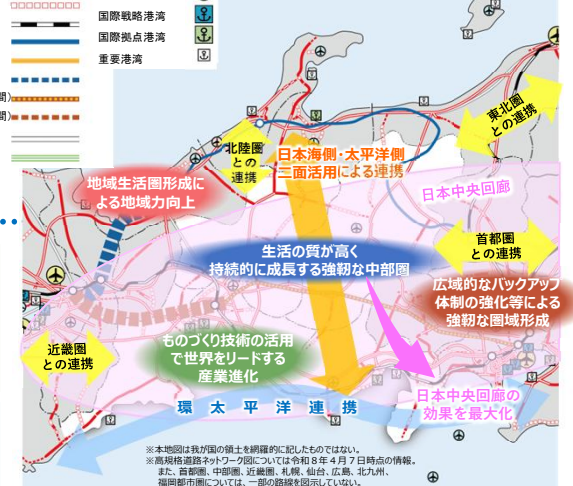 国際戦略港湾
国際拠点港湾
重要港湾
間)
間)
東北圏
との連携
北陸圏
との
連携
日本海側・太平洋側
二面活用による連携
地域生活圏形成に
よる地域力向上
日本中央回廊
首都圏
との連携
生活の質が高く
持続的に成長する強靱な中部圏
広域的なバックアップ
体制の強化等による
強靱な圏域形成
近畿圏
との連携
ものづくり技術の活用
で世界をリードする
産業進化
日本中央回廊の
効果を最大化
環太平洋連携
※本地図は我が国の領土を網羅的に記したものではない。
※高規格道路ネットワーク図については令和8年4月7日時点の情報。
また、首都圏、中部圏、近畿圏、札幌、仙台、広島、北九州、
福岡都市圏については、一部の路線を図示していない。